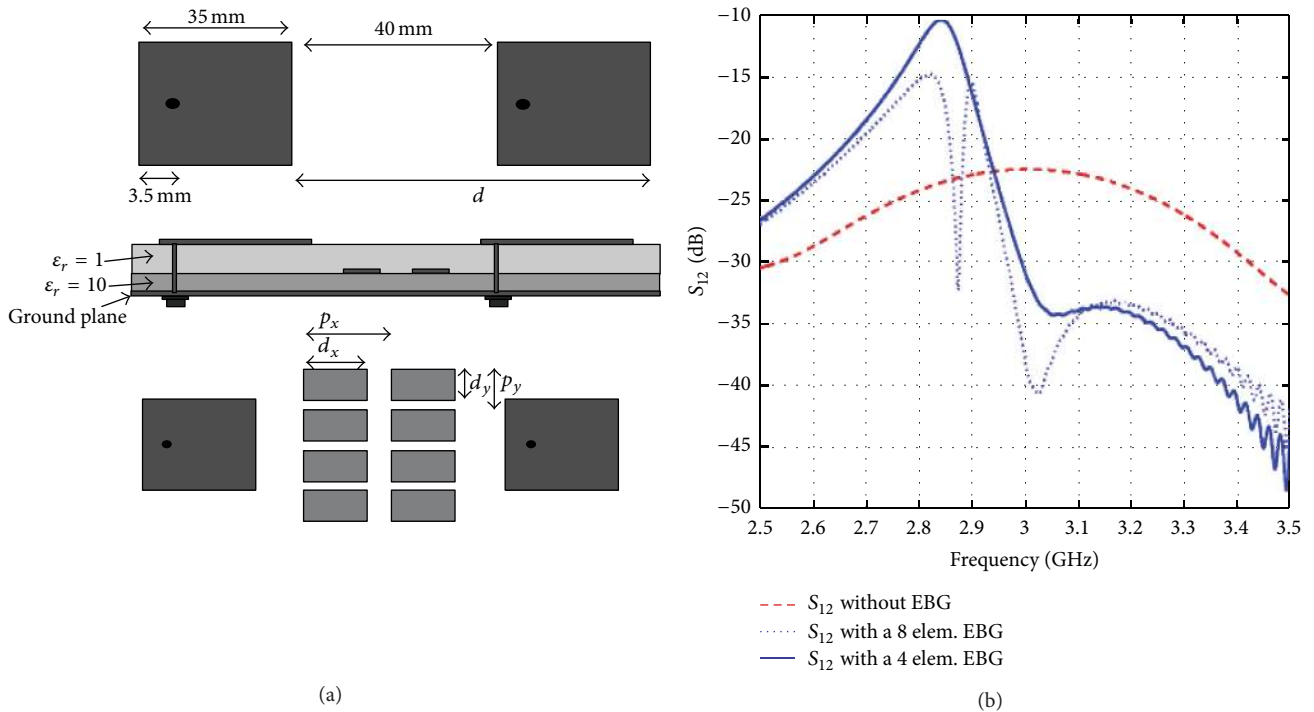 35 mm
40 mm
3.5 mm
d
εr = 1
εr = 10
Ground plane
px
dx
dy
py
(a)
−10
−15
−20
−25
−30
−35
−40
−45
−50
S12 (dB)
2.5 2.6 2.7 2.8 2.9 3 3.1 3.2 3.3 3.4 3.5
Frequency (GHz)
S12 without EBG
S12 with a 8 elem. EBG
S12 with a 4 elem. EBG
(b)